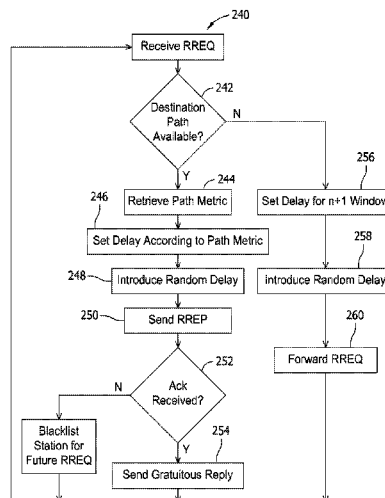 240
Receive RREQ
242
Destination
Path
Available?
N
Y
256
246
244
Retrieve Path Metric
Set Delay for n+1 Window
Set Delay According to Path Metric
258
248
Introduce Random Delay
introduce Random Delay
250
Send RREP
260
252
Forward RREQ
N
Ack
Received?
Blacklist
Station for
Future RREQ
Y
254
Send Gratuitous Reply